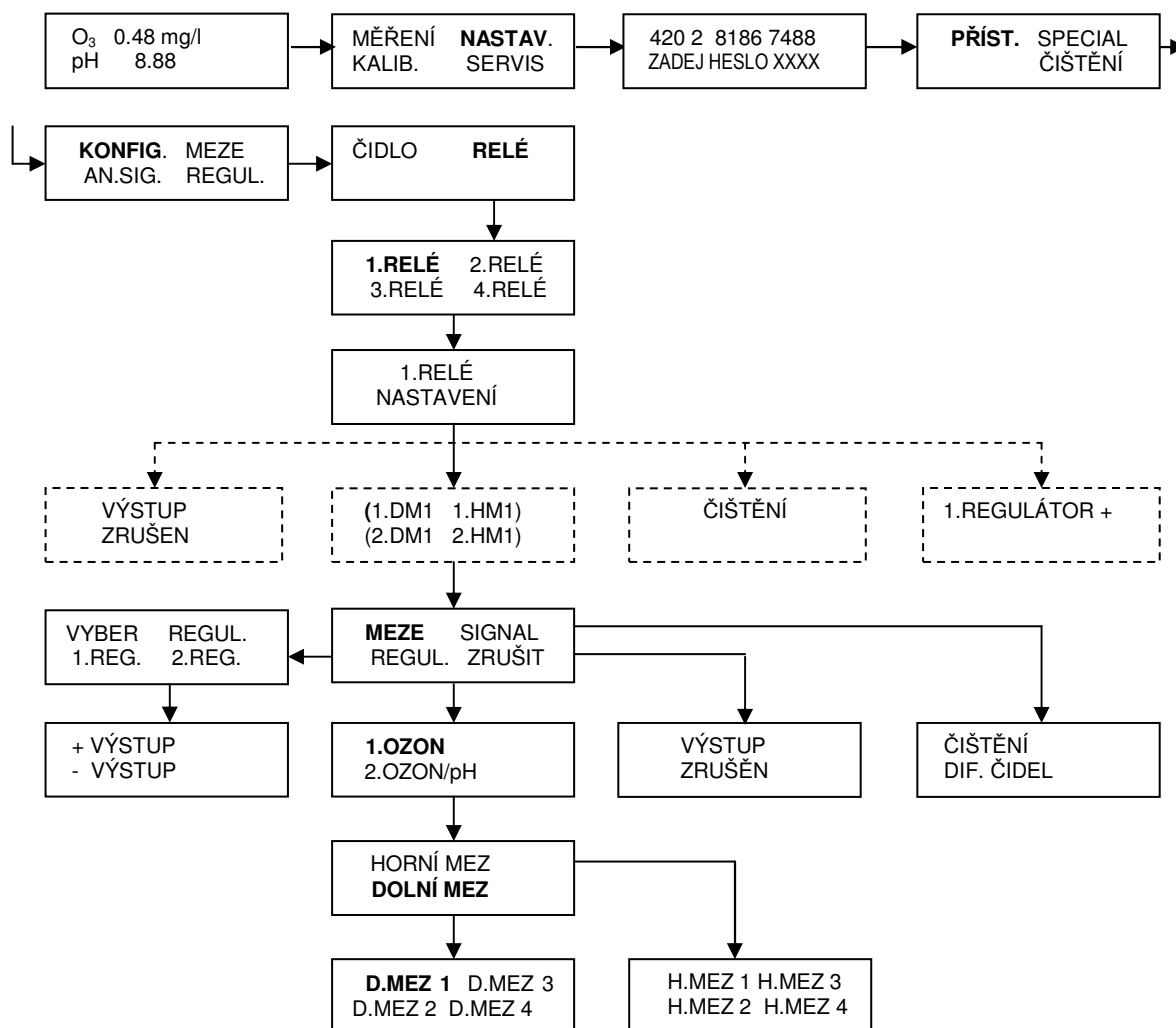 O₃ 0.48 mg/l
pH 8.88
MĚŘENÍ NASTAV.
KALIB. SERVIS
420 2 8186 7488
ZADEJ HESLO XXXX
PŘÍST. SPECIAL
ČIŠTĚNÍ
KONFIG. MEZE
AN.SIG. REGUL.
ČIDLO RELÉ
1.RELÉ 2.RELÉ
3.RELÉ 4.RELÉ
1.RELÉ
NASTAVENÍ
VÝSTUP
ZRUŠEN
(1.DM1 1.HM1)
(2.DM1 2.HM1)
ČIŠTĚNÍ
1.REGULÁTOR +
VYBER REGUL.
1.REG. 2.REG.
MEZE SIGNAL
REGUL. ZRUŠIT
+ VÝSTUP
- VÝSTUP
1.OZON
2.OZON/pH
VÝSTUP
ZRUŠĚN
ČIŠTĚNÍ
DIF. ČIDEL
HORNÍ MEZ
DOLNÍ MEZ
D.MEZ 1 D.MEZ 3
D.MEZ 2 D.MEZ 4
H.MEZ 1 H.MEZ 3
H.MEZ 2 H.MEZ 4